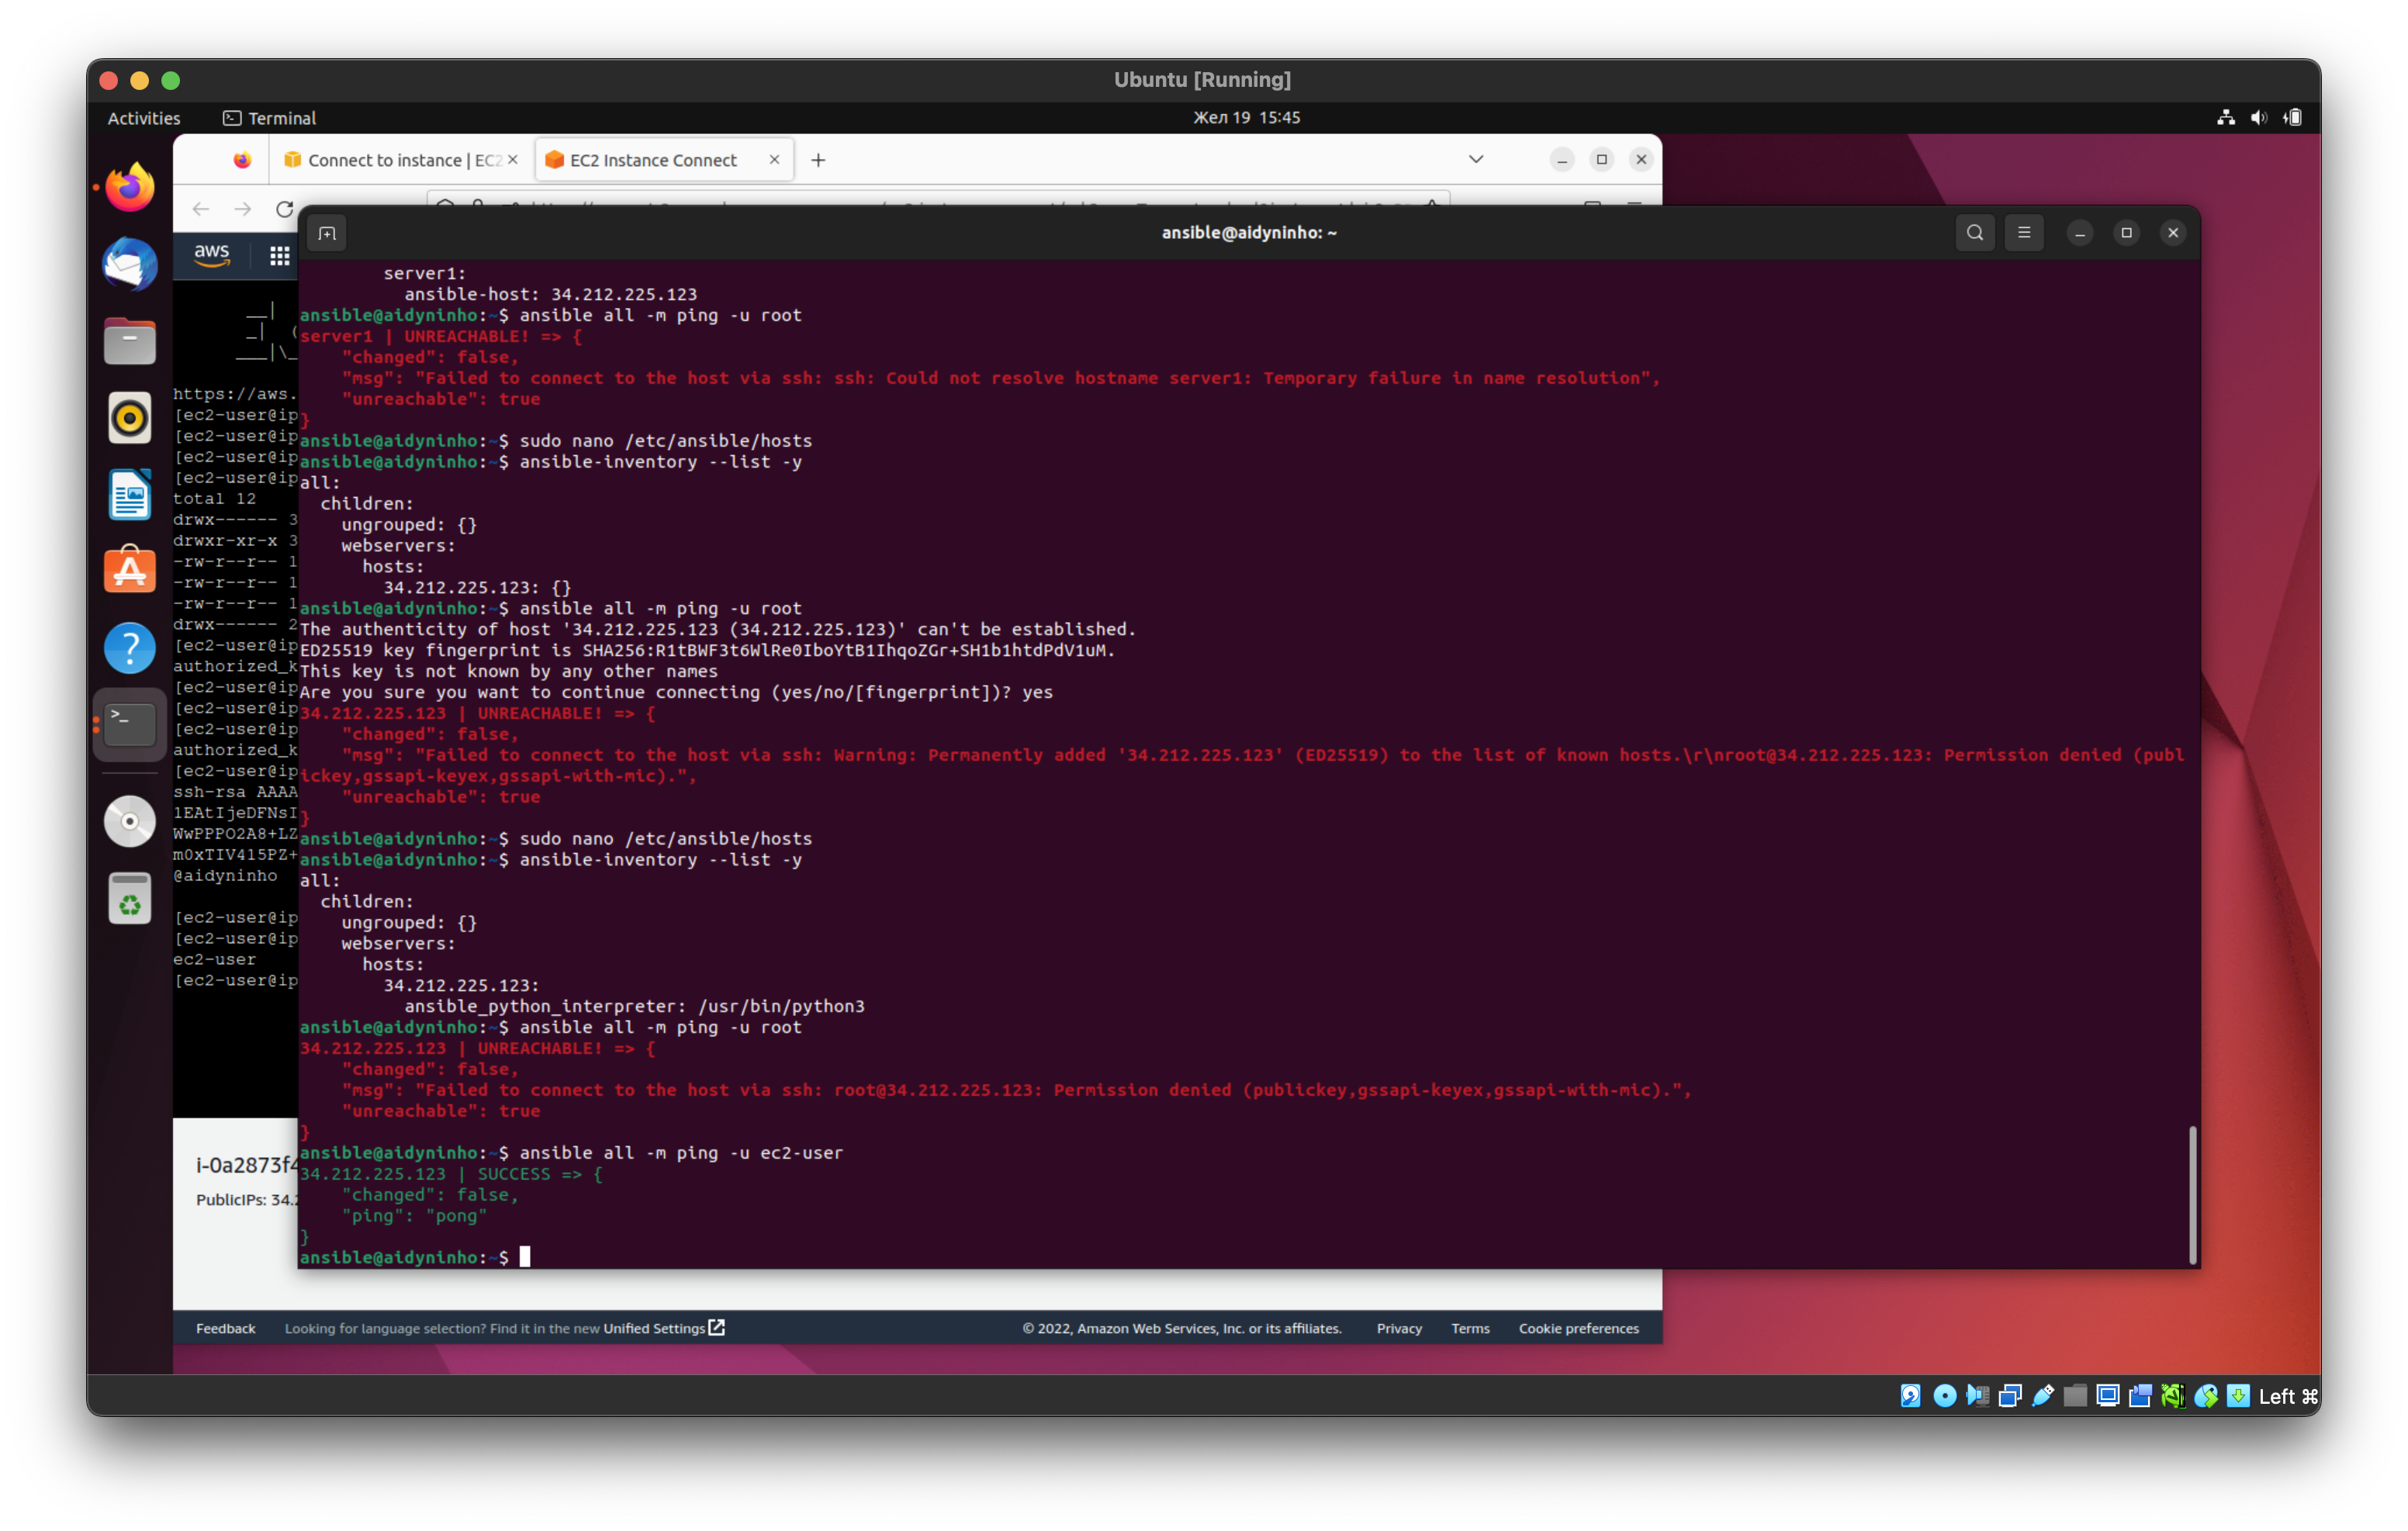 Ubuntu [Running]
Activities
Terminal
Жел 19 15:45
Connect to instance | EC2
EC2 Instance Connect
aws
ansible@aidyninho: ~
https://aws.
[ec2-user@ip
[ec2-user@ip
[ec2-user@ip
[ec2-user@ip
total 12
drwx------ 3
drwxr-xr-x 3
-rw-r--r-- 1
-rw-r--r-- 1
-rw-r--r-- 1
drwx------ 2
[ec2-user@ip
authorized_k
[ec2-user@ip
[ec2-user@ip
[ec2-user@ip
authorized_k
[ec2-user@ip
ssh-rsa AAAA
1EAtIjeDFNsI
WwPPPO2A8+LZ
m0xTIV415PZ+
@aidyninho
[ec2-user@ip
[ec2-user@ip
ec2-user
[ec2-user@ip
server1:
ansible-host: 34.212.225.123
ansible@aidyninho:~$ ansible all -m ping -u root
server1 | UNREACHABLE! => {
"changed": false,
"msg": "Failed to connect to the host via ssh: ssh: Could not resolve hostname server1: Temporary failure in name resolution",
"unreachable": true
}
ansible@aidyninho:~$ sudo nano /etc/ansible/hosts
ansible@aidyninho:~$ ansible-inventory --list -y
all:
children:
ungrouped: {}
webservers:
hosts:
34.212.225.123: {}
ansible@aidyninho:~$ ansible all -m ping -u root
The authenticity of host '34.212.225.123 (34.212.225.123)' can't be established.
ED25519 key fingerprint is SHA256:R1tBWF3t6WlRe0IboYtB1IhqoZGr+SH1b1htdPdV1uM.
This key is not known by any other names
Are you sure you want to continue connecting (yes/no/[fingerprint])? yes
34.212.225.123 | UNREACHABLE! => {
"changed": false,
"msg": "Failed to connect to the host via ssh: Warning: Permanently added '34.212.225.123' (ED25519) to the list of known hosts.\r\nroot@34.212.225.123: Permission denied (publ
ickey,gssapi-keyex,gssapi-with-mic).",
"unreachable": true
}
ansible@aidyninho:~$ sudo nano /etc/ansible/hosts
ansible@aidyninho:~$ ansible-inventory --list -y
all:
children:
ungrouped: {}
webservers:
hosts:
34.212.225.123:
ansible_python_interpreter: /usr/bin/python3
ansible@aidyninho:~$ ansible all -m ping -u root
34.212.225.123 | UNREACHABLE! => {
"changed": false,
"msg": "Failed to connect to the host via ssh: root@34.212.225.123: Permission denied (publickey,gssapi-keyex,gssapi-with-mic).",
"unreachable": true
}
ansible@aidyninho:~$ ansible all -m ping -u ec2-user
34.212.225.123 | SUCCESS => {
"changed": false,
"ping": "pong"
}
ansible@aidyninho:~$
i-0a2873f4
PublicIPs: 34.2
Feedback
Looking for language selection? Find it in the new Unified Settings
© 2022, Amazon Web Services, Inc. or its affiliates.
Privacy
Terms
Cookie preferences
Left ⌘